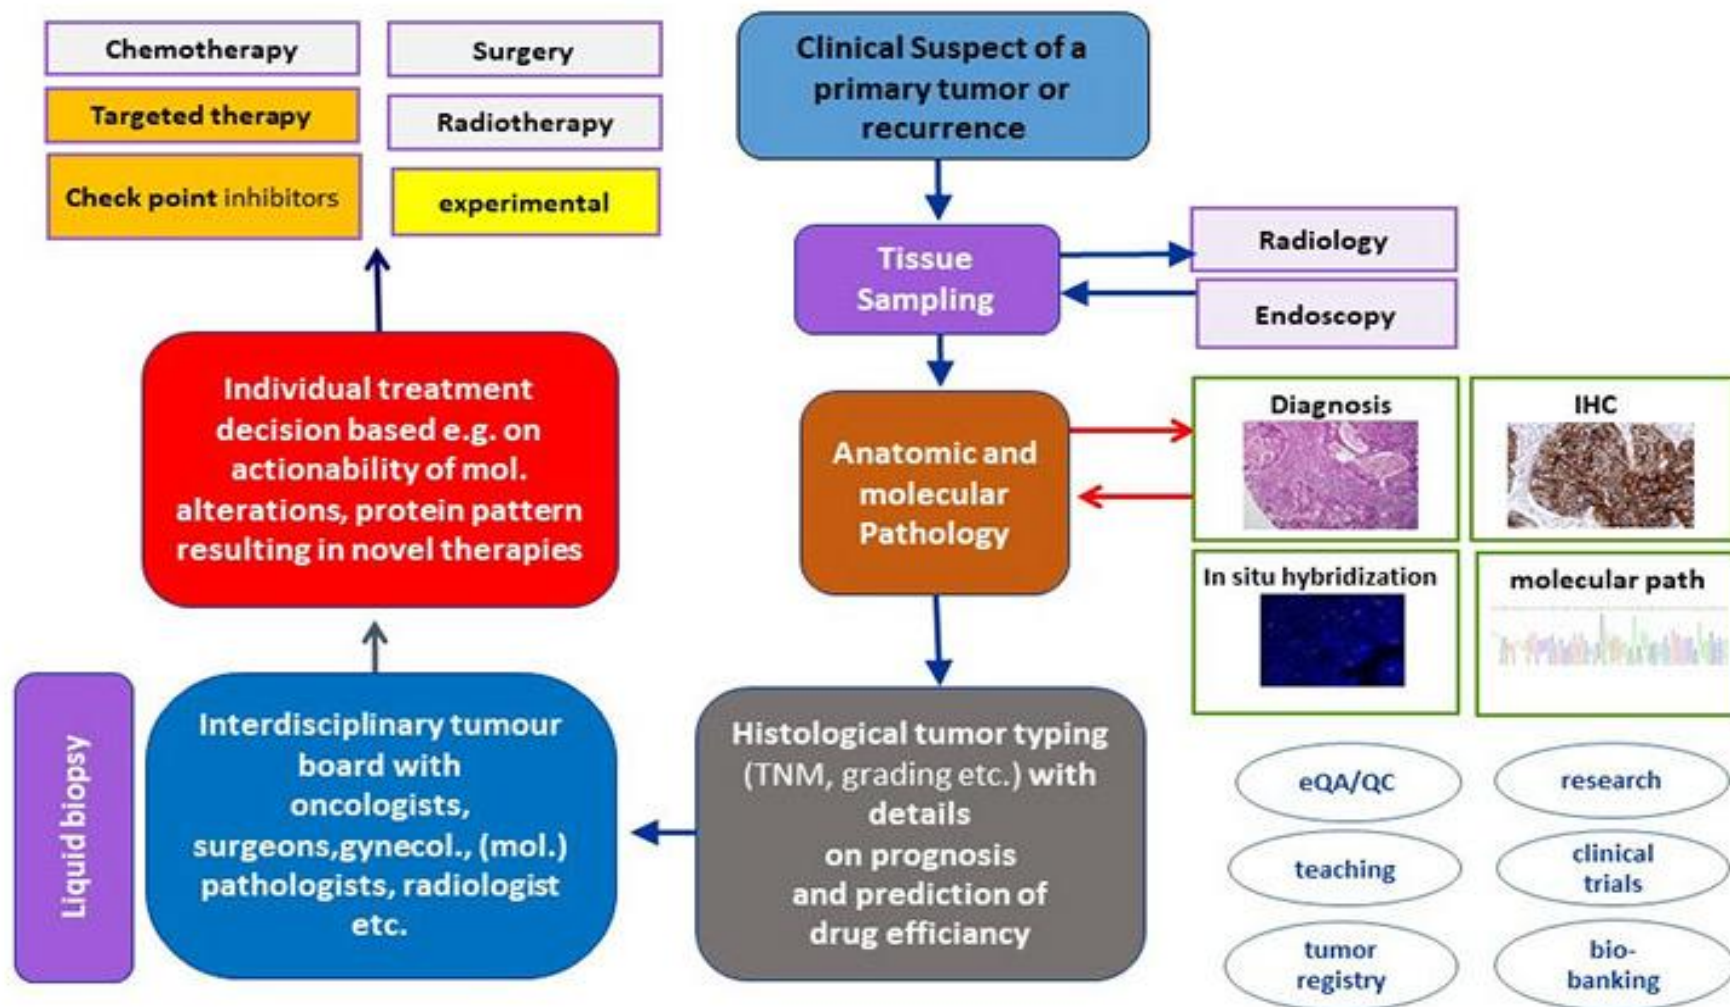 Chemotherapy
Surgery
Targeted therapy
Radiotherapy
Check point inhibitors
experimental
Clinical Suspect of a
primary tumor or
recurrence
Tissue
Sampling
Radiology
Endoscopy
Anatomic and
molecular
Pathology
Diagnosis
IHC
In situ hybridization
molecular path
Histological tumor typing
(TNM, grading etc.) with
details
on prognosis
and prediction of
drug efficiancy
Interdisciplinary tumour
board with
oncologists,
surgeons,gynecol., (mol.)
pathologists, radiologist
etc.
Liquid biopsy
Individual treatment
decision based e.g. on
actionability of mol.
alterations, protein pattern
resulting in novel therapies
eQA/QC
research
teaching
clinical
trials
tumor
registry
bio-
banking